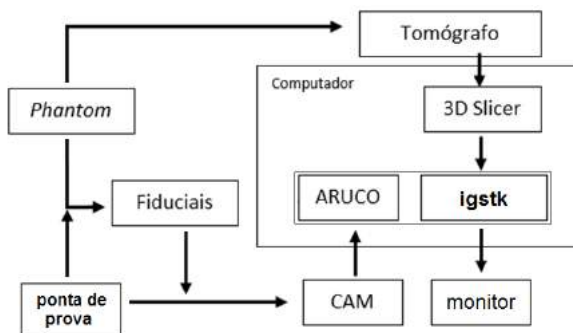 Tomógrafo
Computador
Phantom
3D Slicer
Fiduciais
ARUCO
igstk
ponta de
prova
CAM
monitor